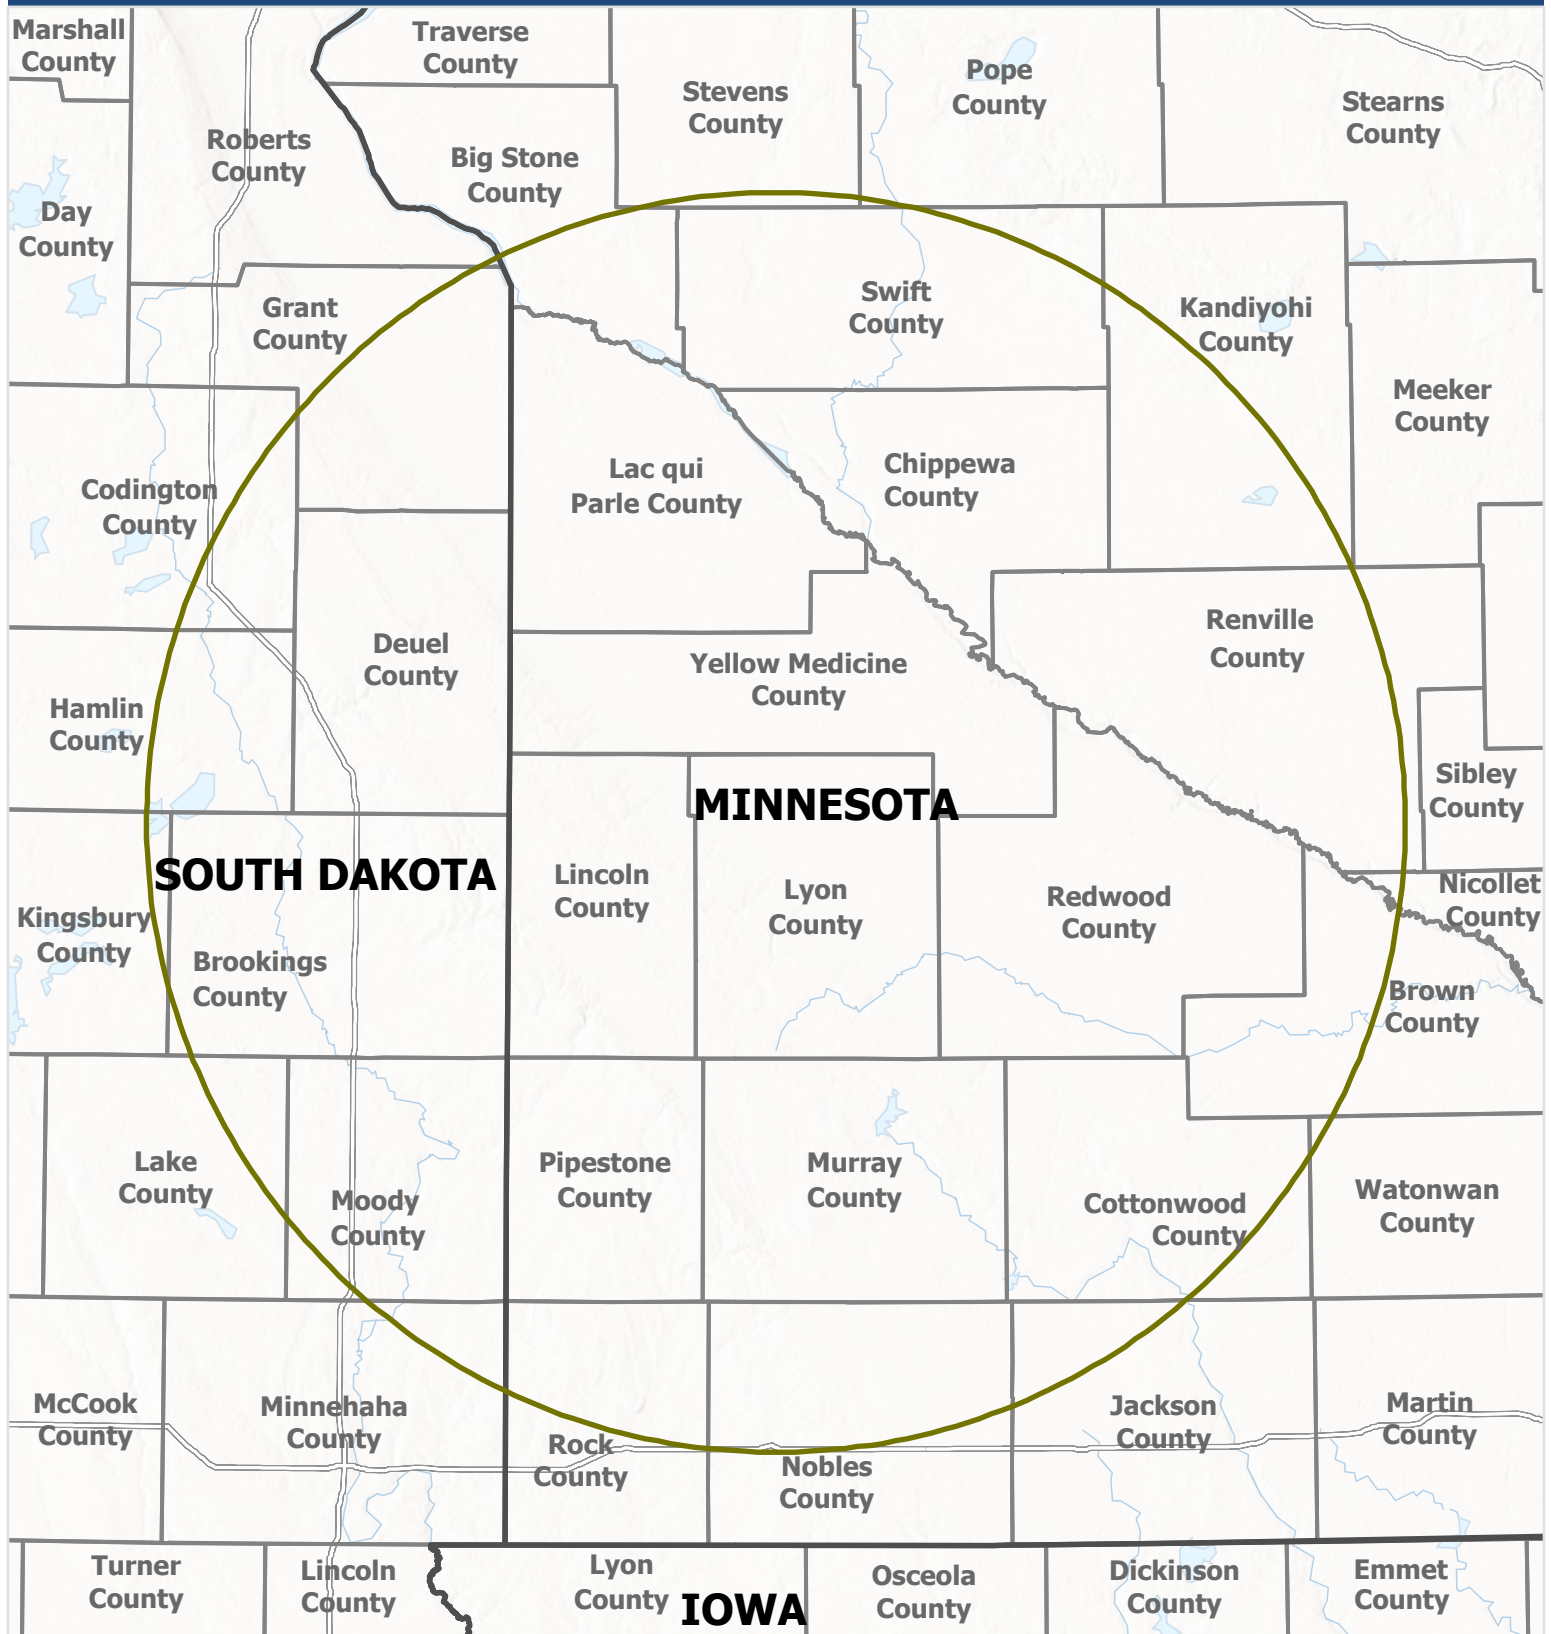 Marshall
County
Traverse
County
Stevens
County
Pope
County
Stearns
County
Roberts
County
Big Stone
County
Day
County
Grant
County
Swift
County
Kandiyohi
County
Meeker
County
Codington
County
Lac qui
Parle County
Chippewa
County
Renville
County
Deuel
County
Yellow Medicine
County
Hamlin
County
Sibley
County
MINNESOTA
SOUTH DAKOTA
Lincoln
County
Lyon
County
Redwood
County
Nicollet
County
Kingsbury
County
Brookings
County
Brown
County
Lake
County
Moody
County
Pipestone
County
Murray
County
Cottonwood
County
Watonwan
County
McCook
County
Minnehaha
County
Rock
County
Nobles
County
Jackson
County
Martin
County
Turner
County
Lincoln
County
Lyon
County
IOWA
Osceola
County
Dickinson
County
Emmet
County